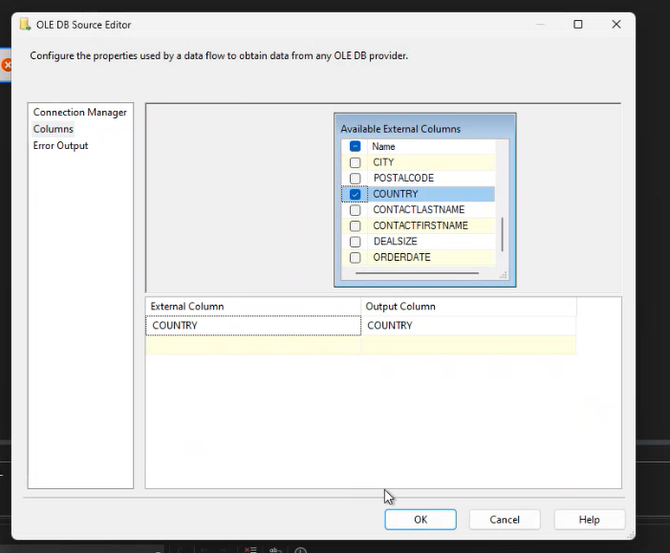 OLE DB Source Editor
Configure the properties used by a data flow to obtain data from any OLE DB provider.
Connection Manager
Columns
Error Output
Available External Columns
Name
CITY
POSTALCODE
COUNTRY
CONTACTLASTNAME
CONTACTFIRSTNAME
DEALSIZE
ORDERDATE
External Column Output Column
COUNTRY COUNTRY
OK Cancel Help